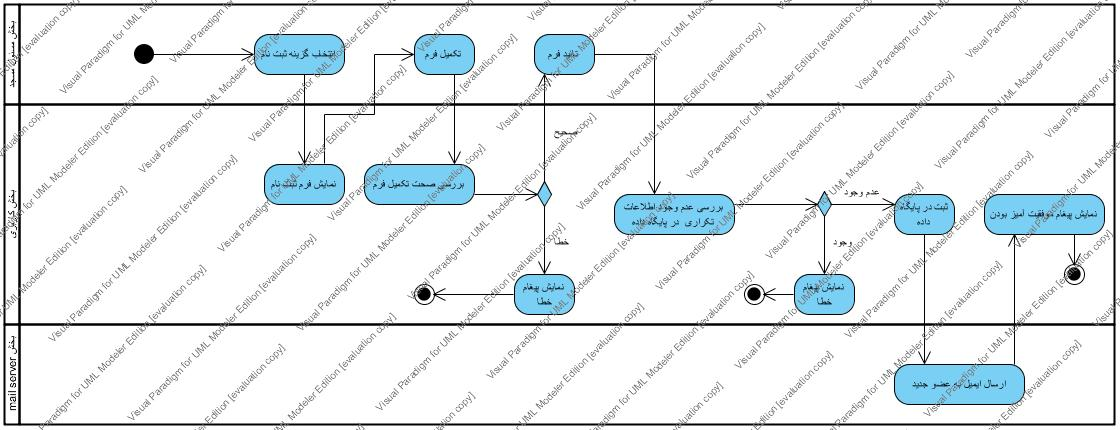 انتخاب گزینه ثبت نام
تکمیل فرم
تایید فرم
صحیح
نمایش فرم ثبت نام
بررسی صحت تکمیل فرم
خطا
نمایش پیغام
خطا
بررسی عدم وجود اطلاعات
تکراری در پایگاه داده
عدم وجود
وجود
نمایش پیغام
خطا
ثبت در پایگاه
داده
نمایش پیغام موفقیت آمیز بودن
بخش mail server
ارسال ایمیل به عضو جدید
Visual Paradigm for UML Modeler Edition [evaluation copy]